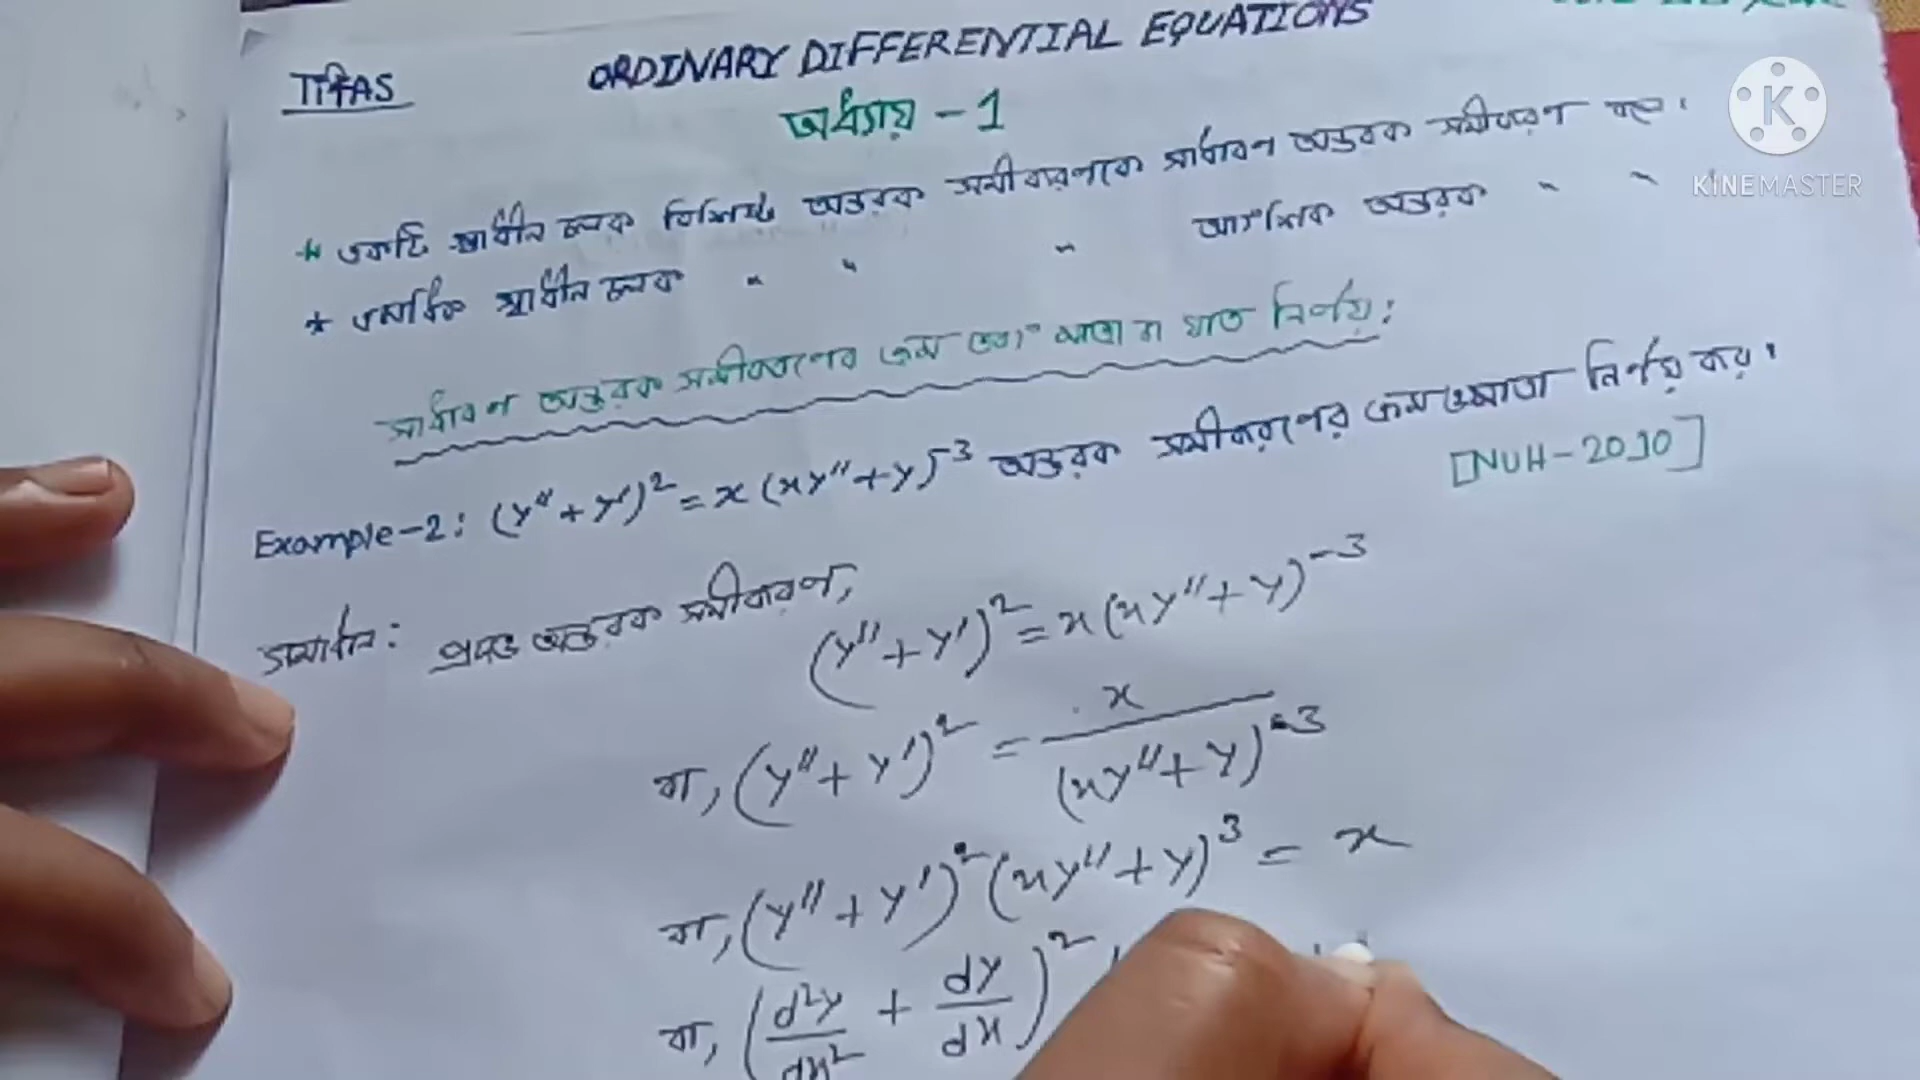 TITAS
ORDINARY DIFFERENTIAL EQUATIONS
অধ্যায় - 1
K
KINEMASTER
* একটি স্বাধীন চলক বিশিষ্ট অন্তরক সমীকরণকে সাধারণ অন্তরক সমীকরণ বলে।
* একাধিক স্বাধীন চলক " " " আংশিক অন্তরক " "
সাধারণ অন্তরক সমীকরণের ক্রম এবং মাত্রা বা ঘাত নির্ণয়:
Example-2: (y''+y')² = x(xy''+y)⁻³ অন্তরক সমীকরণের ক্রম ও মাত্রা নির্ণয় কর।
[NUH-2010]
সমাধান: প্রদত্ত অন্তরক সমীকরণ,
(y''+y')² = x(xy''+y)⁻³
বা, (y''+y')² = x/(xy''+y)³
বা, (y''+y')²(xy''+y)³ = x
বা, (d²y/dx² + dy/dx)²